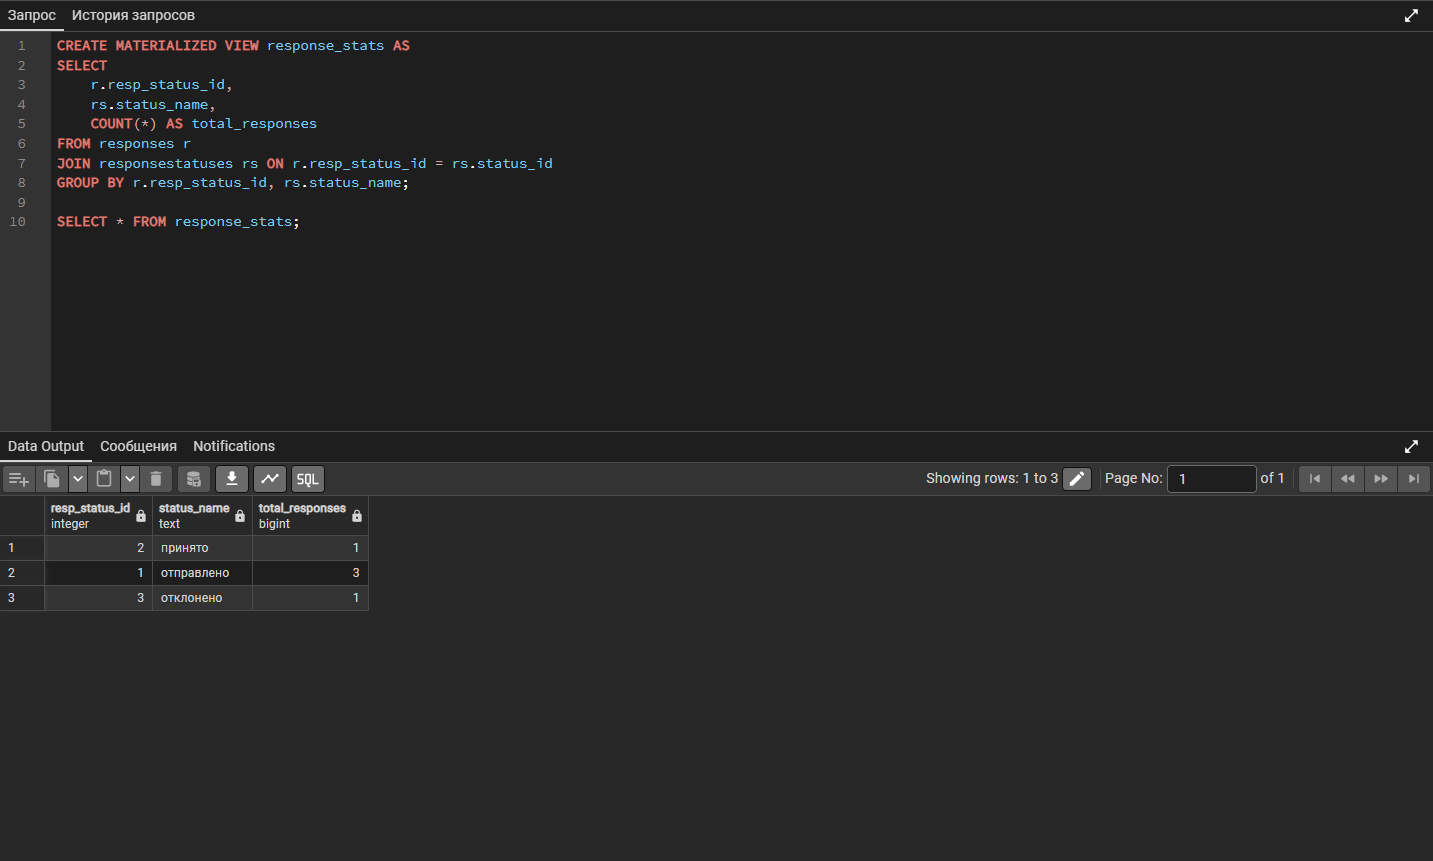 Запрос История запросов
1 CREATE MATERIALIZED VIEW response_stats AS
2 SELECT
3 r.resp_status_id,
4 rs.status_name,
5 COUNT(*) AS total_responses
6 FROM responses r
7 JOIN responsestatuses rs ON r.resp_status_id = rs.status_id
8 GROUP BY r.resp_status_id, rs.status_name;
9
10 SELECT * FROM response_stats;
Data Output Сообщения Notifications
SQL Showing rows: 1 to 3 Page No: 1 of 1
resp_status_id status_name total_responses
integer text bigint
1 2 принято 1
2 1 отправлено 3
3 3 отклонено 1